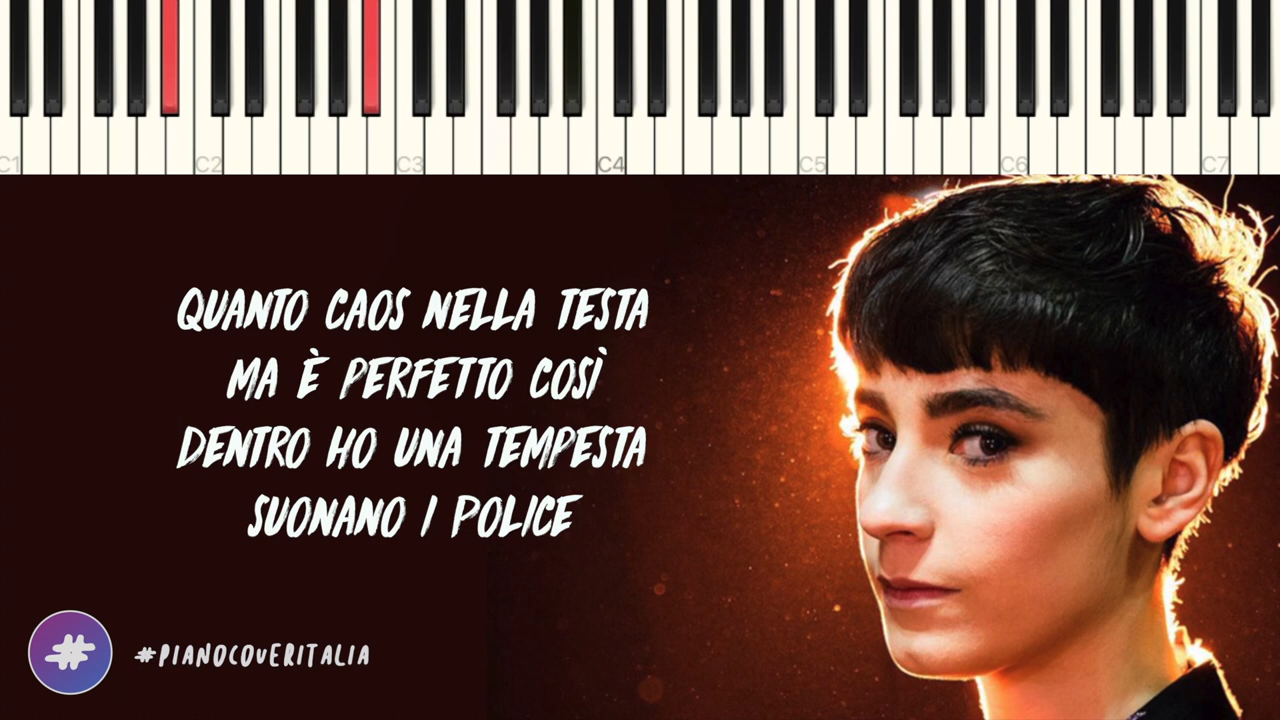 C1 C2 C3 C4 C5 C6 C7
QUANTO CAOS NELLA TESTA
MA È PERFETTO COSÌ
DENTRO HO UNA TEMPESTA
SUONANO I POLICE
#PIANOCOVERITALIA